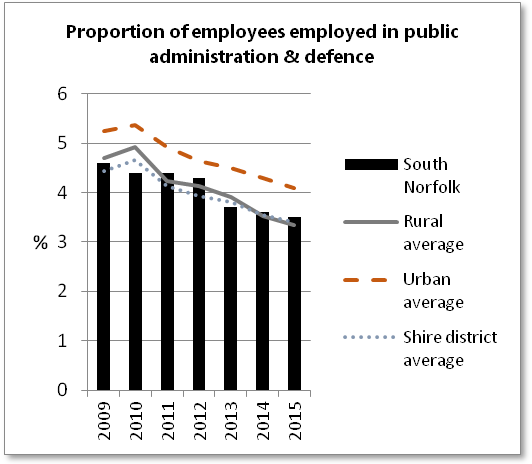 Proportion of employees employed in public
administration & defence
6
5
4
3
2
1
0
%
2009
2010
2011
2012
2013
2014
2015
South
Norfolk
Rural
average
Urban
average
Shire district
average